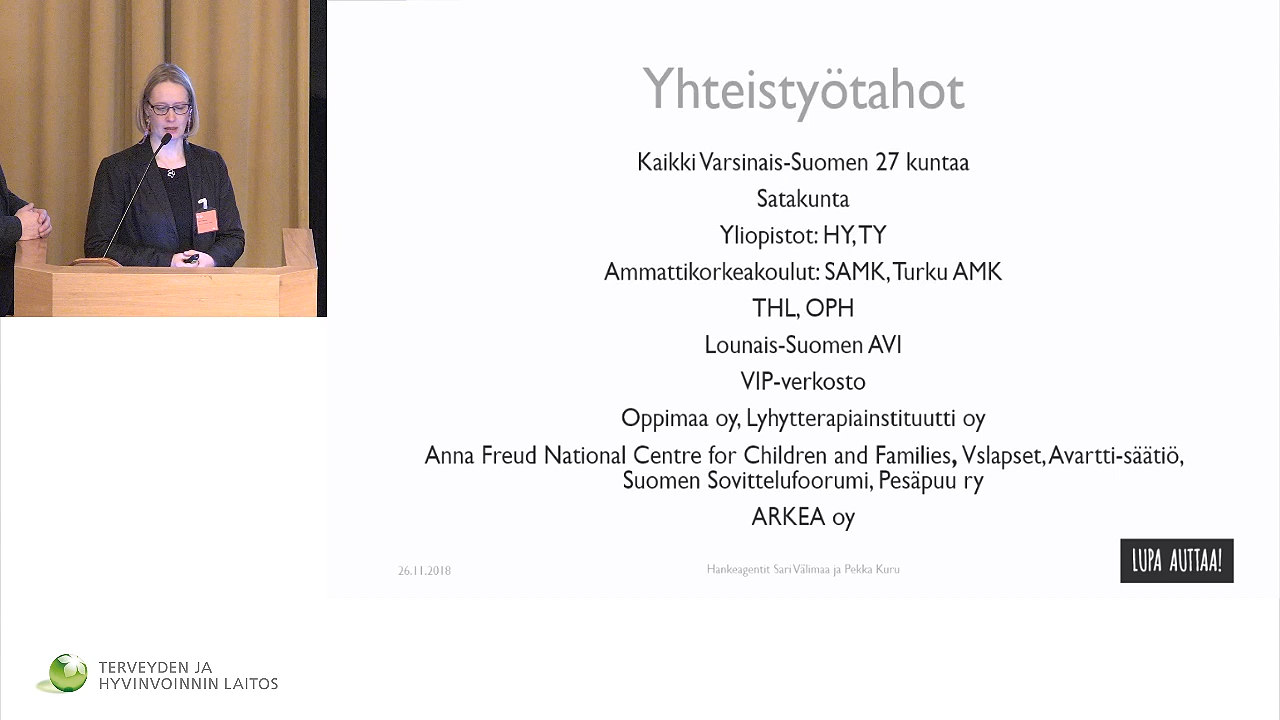 Yhteistyötahot
Kaikki Varsinais-Suomen 27 kuntaa
Satakunta
Yliopistot: HY, TY
Ammattikorkeakoulut: SAMK, Turku AMK
THL, OPH
Lounais-Suomen AVI
VIP-verkosto
Oppimaa oy, Lyhytterapiainstituutti oy
Anna Freud National Centre for Children and Families, Vslapset, Avartti-säätiö,
Suomen Sovittelufoorumi, Pesäpuu ry
ARKEA oy
26.11.2018
Hankeagentit Sari Välimaa ja Pekka Kuru
LUPA AUTTAA!
TERVEYDEN JA
HYVINVOINNIN LAITOS